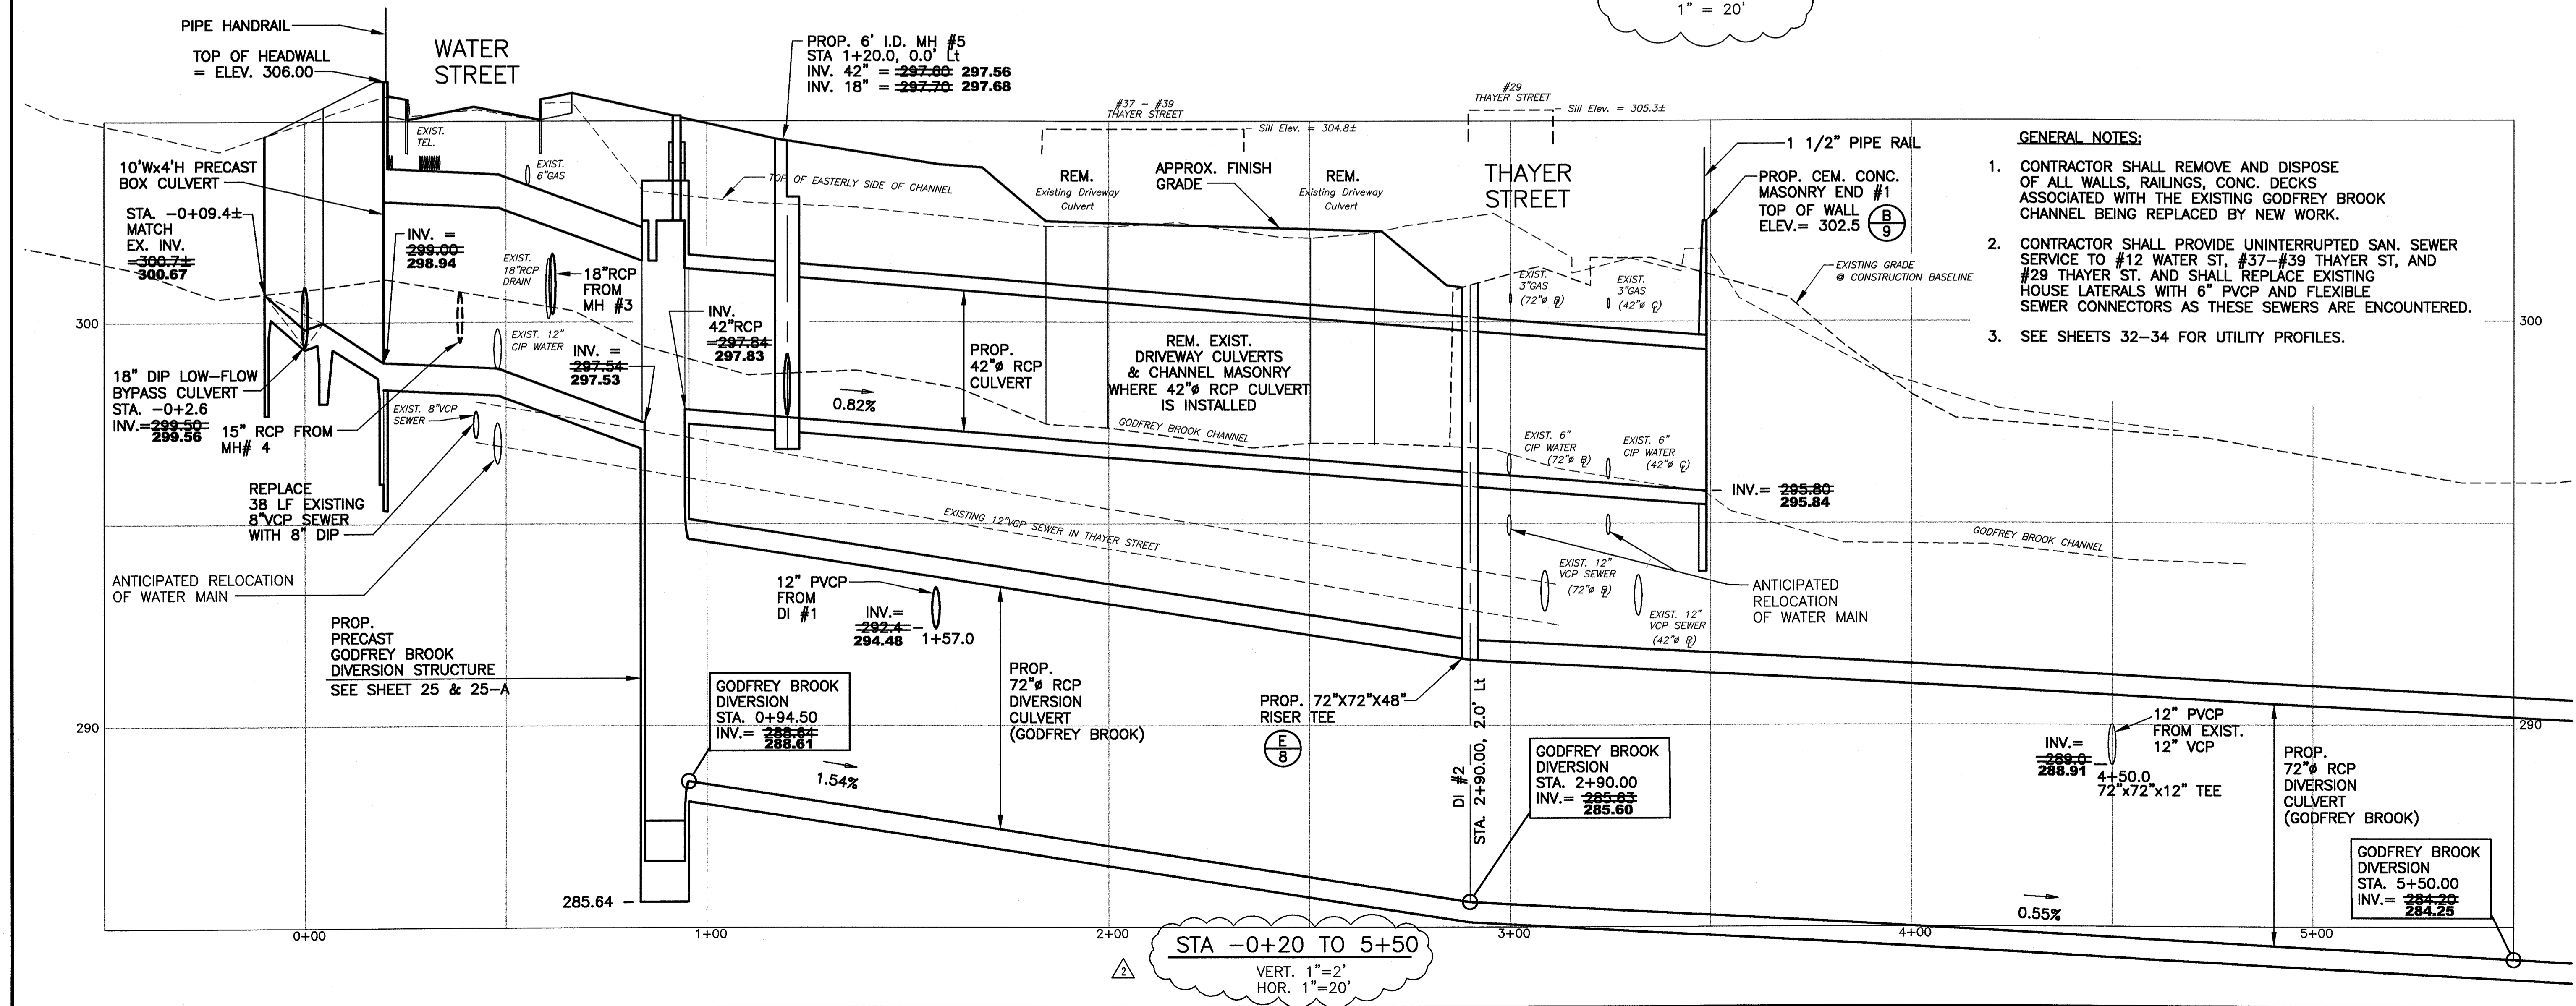 1" = 20'
PIPE HANDRAIL
TOP OF HEADWALL
= ELEV. 306.00
WATER
STREET
PROP. 6' I.D. MH #5
STA 1+20.0, 0.0' Lt
INV. 42" = 297.60 297.56
INV. 18" = 297.70 297.68
#37 - #39
THAYER STREET
Sill Elev. = 304.8±
#29
THAYER STREET
Sill Elev. = 305.3±
EXIST.
TEL.
EXIST.
6"GAS
10'Wx4'H PRECAST
BOX CULVERT
STA. -0+09.4±
MATCH
EX. INV.
=300.7±
300.67
INV. =
299.00
298.94
EXIST.
18"RCP
DRAIN
18"RCP
FROM
MH #3
TOP OF EASTERLY SIDE OF CHANNEL
REM.
Existing Driveway
Culvert
APPROX. FINISH
GRADE
REM.
Existing Driveway
Culvert
THAYER
STREET
1 1/2" PIPE RAIL
PROP. CEM. CONC.
MASONRY END #1
TOP OF WALL
ELEV.= 302.5
B
9
EXISTING GRADE
@ CONSTRUCTION BASELINE
GENERAL NOTES:
1. CONTRACTOR SHALL REMOVE AND DISPOSE
OF ALL WALLS, RAILINGS, CONC. DECKS
ASSOCIATED WITH THE EXISTING GODFREY BROOK
CHANNEL BEING REPLACED BY NEW WORK.
2. CONTRACTOR SHALL PROVIDE UNINTERRUPTED SAN. SEWER
SERVICE TO #12 WATER ST, #37-#39 THAYER ST, AND
#29 THAYER ST. AND SHALL REPLACE EXISTING
HOUSE LATERALS WITH 6" PVCP AND FLEXIBLE
SEWER CONNECTORS AS THESE SEWERS ARE ENCOUNTERED.
3. SEE SHEETS 32-34 FOR UTILITY PROFILES.
300
300
EXIST.
3"GAS
(72"ø ⅊)
EXIST.
3"GAS
(42"ø ℄)
18" DIP LOW-FLOW
BYPASS CULVERT
STA. -0+2.6
INV.=299.50
299.56
15" RCP FROM
MH# 4
EXIST. 12"
CIP WATER
EXIST. 8"VCP
SEWER
INV. =
297.54
297.53
INV.
42"RCP
=297.84
297.83
0.82%
PROP.
42"ø RCP
CULVERT
REM. EXIST.
DRIVEWAY CULVERTS
& CHANNEL MASONRY
WHERE 42"ø RCP CULVERT
IS INSTALLED
GODFREY BROOK CHANNEL
EXIST. 6"
CIP WATER
(72"ø ⅊)
EXIST. 6"
CIP WATER
(42"ø ℄)
INV.= 295.80
295.84
REPLACE
38 LF EXISTING
8"VCP SEWER
WITH 8" DIP
EXISTING 12"VCP SEWER IN THAYER STREET
GODFREY BROOK CHANNEL
ANTICIPATED RELOCATION
OF WATER MAIN
EXIST. 12"
VCP SEWER
(72"ø ⅊)
EXIST. 12"
VCP SEWER
(42"ø ⅊)
ANTICIPATED
RELOCATION
OF WATER MAIN
PROP.
PRECAST
GODFREY BROOK
DIVERSION STRUCTURE
SEE SHEET 25 & 25-A
12" PVCP
FROM
DI #1
INV.=
292.4
294.48
1+57.0
GODFREY BROOK
DIVERSION
STA. 0+94.50
INV.= 288.64
288.61
PROP.
72"ø RCP
DIVERSION
CULVERT
(GODFREY BROOK)
PROP. 72"X72"X48"
RISER TEE
E
8
DI #2
STA. 2+90.00, 2.0' Lt
GODFREY BROOK
DIVERSION
STA. 2+90.00
INV.= 285.63
285.60
INV.=
289.0
288.91
4+50.0
72"x72"x12" TEE
12" PVCP
FROM EXIST.
12" VCP
PROP.
72"ø RCP
DIVERSION
CULVERT
(GODFREY BROOK)
290
290
1.54%
285.64
0.55%
GODFREY BROOK
DIVERSION
STA. 5+50.00
INV.= 284.20
284.25
0+00
1+00
2+00
3+00
4+00
5+00
2
STA -0+20 TO 5+50
VERT. 1"=2'
HOR. 1"=20'